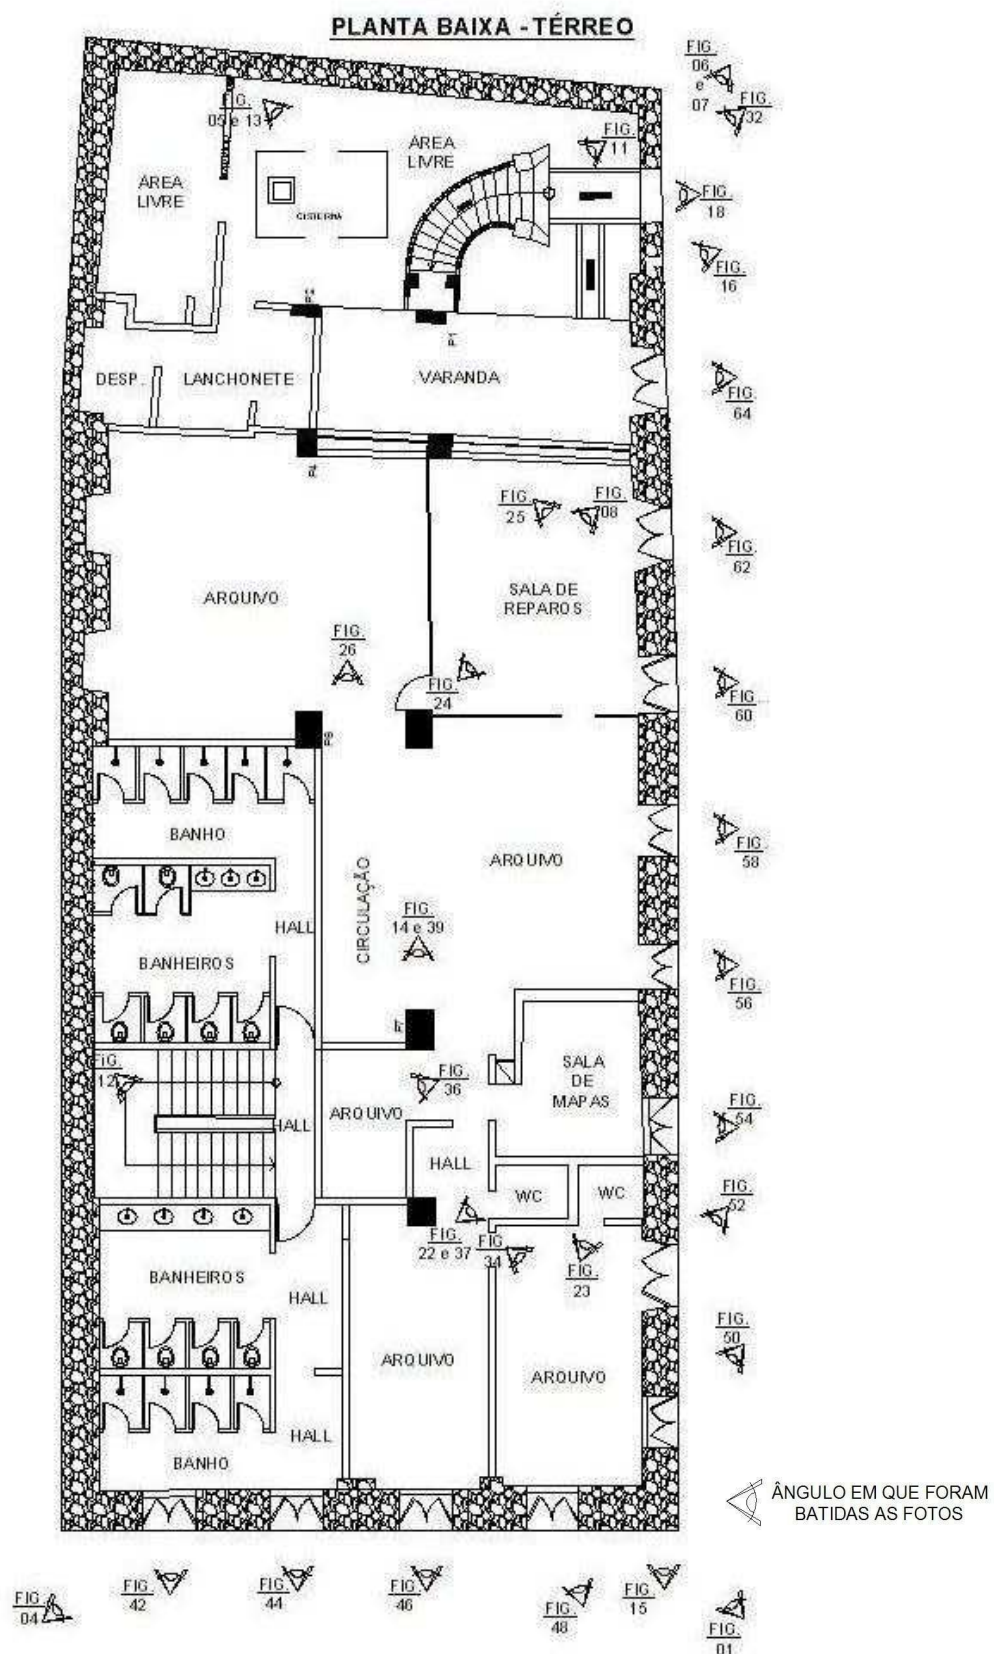 PLANTA BAIXA - TÉRREO
FIG.
06
e
07
FIG.
32
FIG.
05 e 13
FIG.
11
ÁREA
LIVRE
ÁREA
LIVRE
FIG.
18
CISTERNA
FIG.
16
P1
DESP.
LANCHONETE
VARANDA
FIG.
64
FIG.
25
FIG.
08
FIG.
62
ARQUIVO
SALA DE
REPAROS
FIG.
26
FIG.
24
FIG.
60
BANHO
ARQUIVO
FIG.
58
CIRCULAÇÃO
FIG.
14 e 39
HALL
BANHEIROS
FIG.
56
FIG.
12
SALA
DE
MAPAS
FIG.
36
ARQUIVO
HALL
FIG.
54
HALL
WC
WC
FIG.
52
FIG.
22 e 37
FIG
34
FIG.
23
BANHEIROS
HALL
FIG.
50
ARQUIVO
ARQUIVO
HALL
BANHO
ÂNGULO EM QUE FORAM
BATIDAS AS FOTOS
FIG.
04
FIG.
42
FIG.
44
FIG.
46
FIG.
48
FIG.
15
FIG.
01